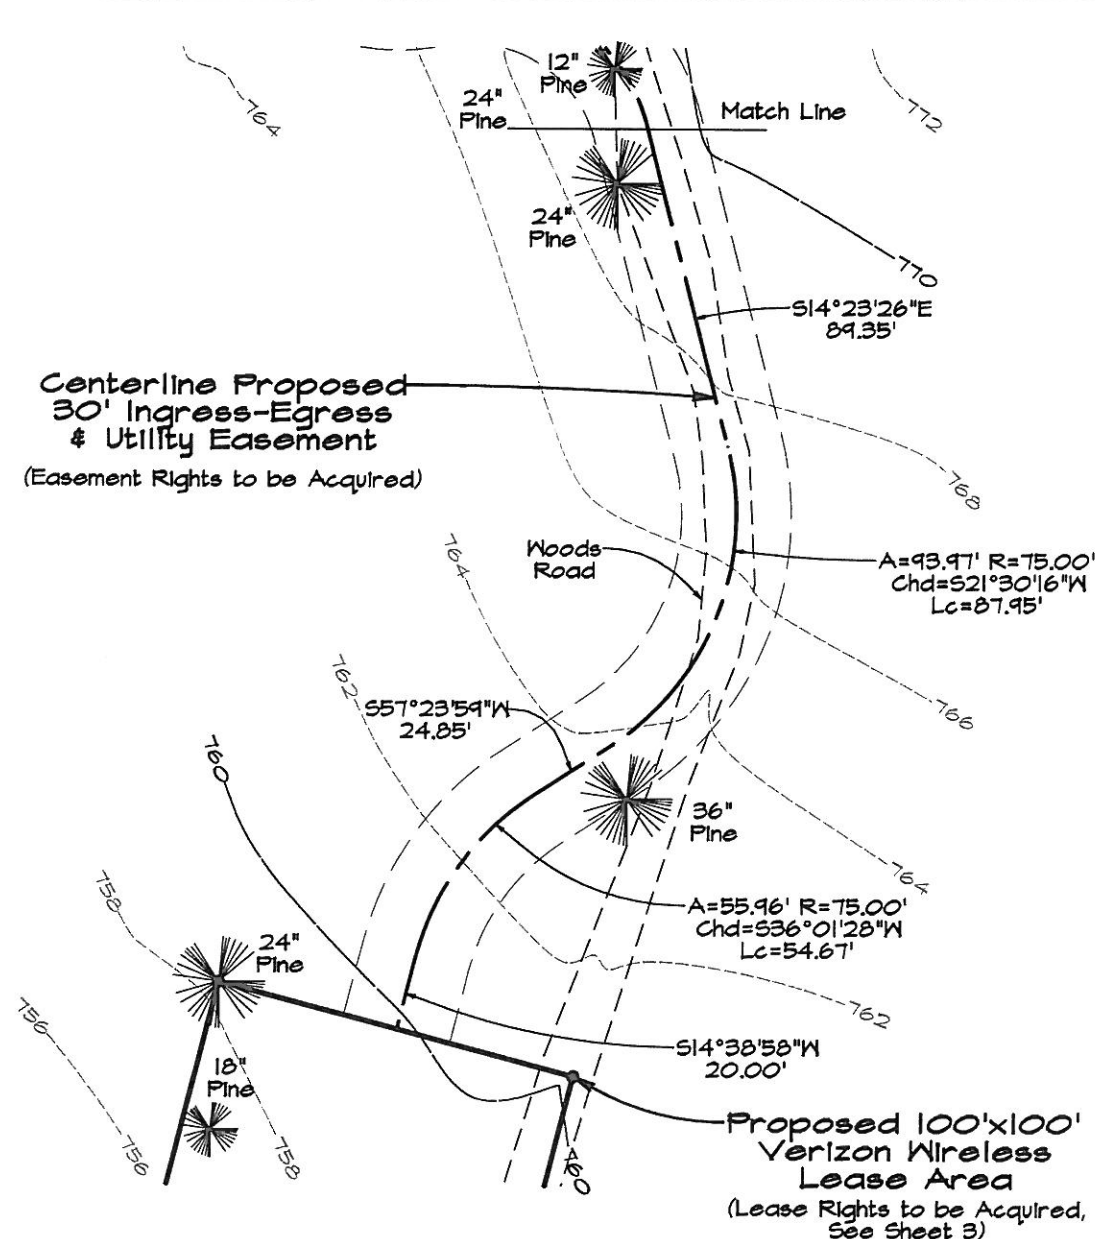 12"
Pine
24"
Pine
Match Line
764
772
24"
Pine
770
S14°23'26"E
89.35'
Centerline Proposed
30' Ingress-Egress
& Utility Easement
(Easement Rights to be Acquired)
768
764
Woods
Road
A=93.97' R=75.00'
Chd=S21°30'16"W
Lc=87.95'
762
S57°23'59"W
24.85'
766
760
36"
Pine
764
758
A=55.96' R=75.00'
Chd=S36°01'28"W
Lc=54.67'
24"
Pine
756
762
S14°38'58"W
20.00'
18"
Pine
756
758
760
Proposed 100'x100'
Verizon Wireless
Lease Area
(Lease Rights to be Acquired,
See Sheet 3)